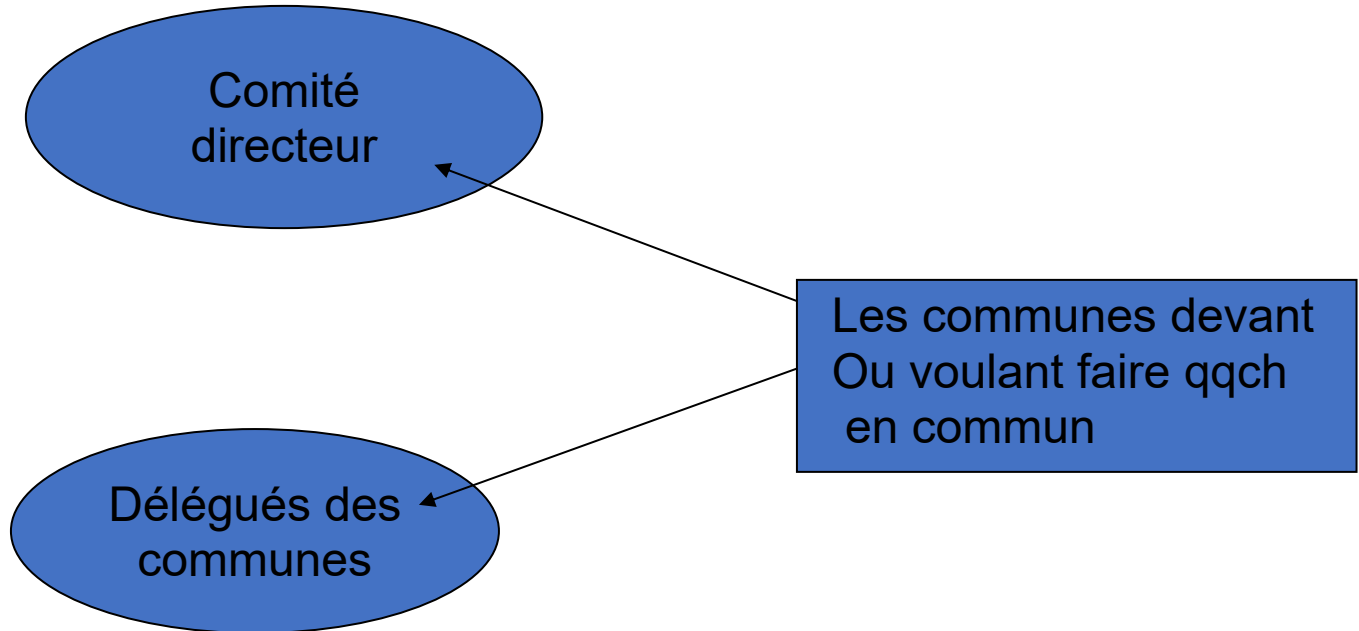 Comité
directeur
Les communes devant
Ou voulant faire qqch
en commun
Délégués des
communes